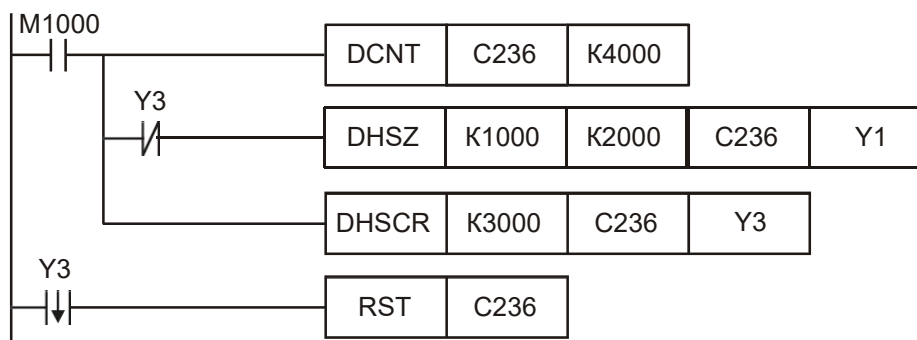 M1000
DCNT C236 K4000
Y3
DHSZ K1000 K2000 C236 Y1
DHSCR K3000 C236 Y3
Y3
RST C236